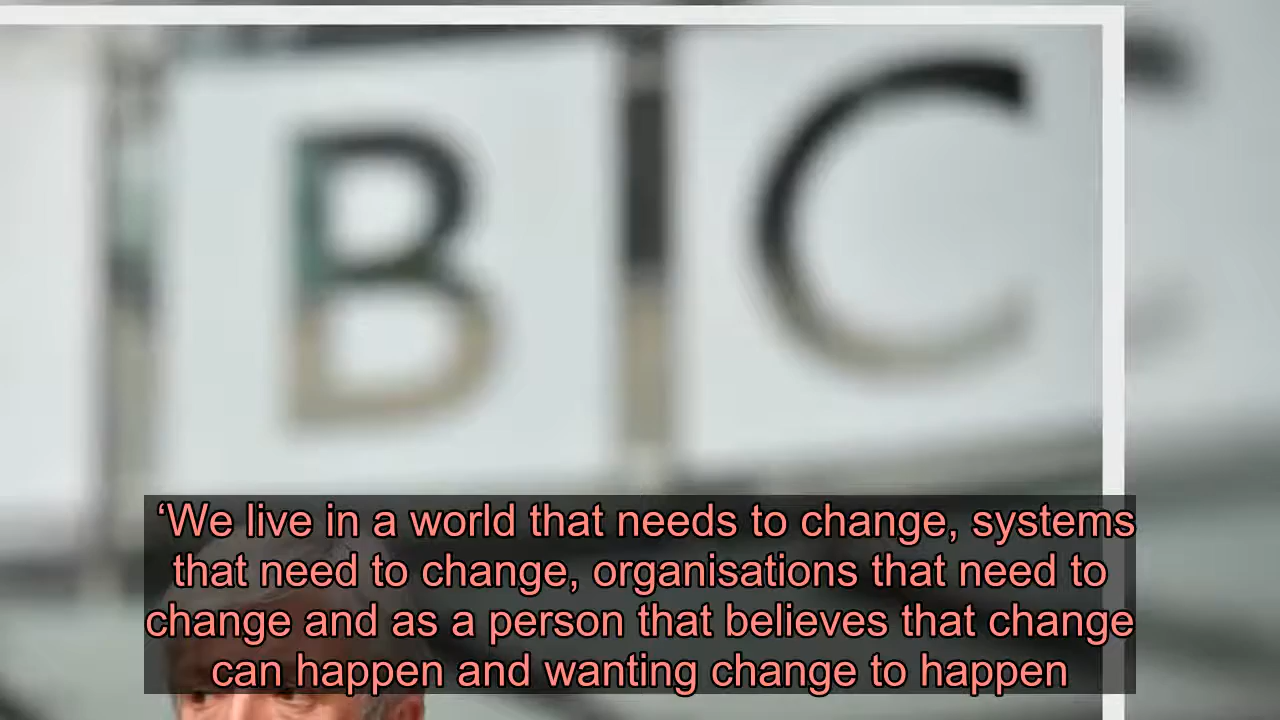 BC
‘We live in a world that needs to change, systems
that need to change, organisations that need to
change and as a person that believes that change
can happen and wanting change to happen